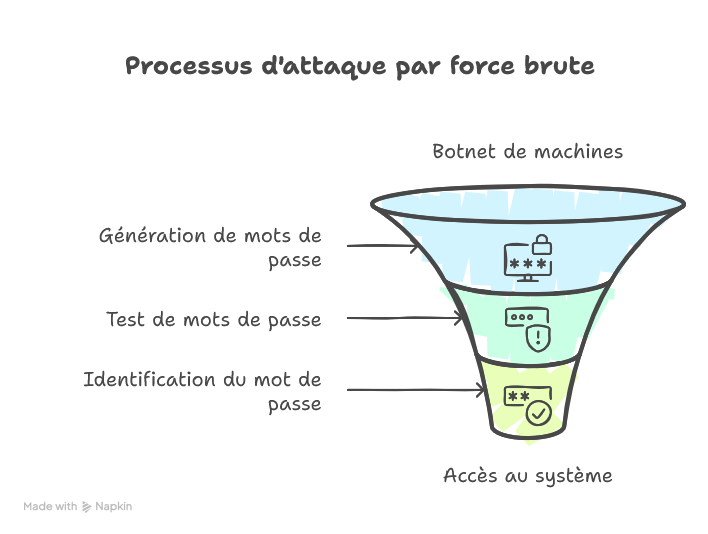 Processus d'attaque par force brute
Botnet de machines
Génération de mots de
passe
Test de mots de passe
Identification du mot de
passe
Accès au système
Made with Napkin